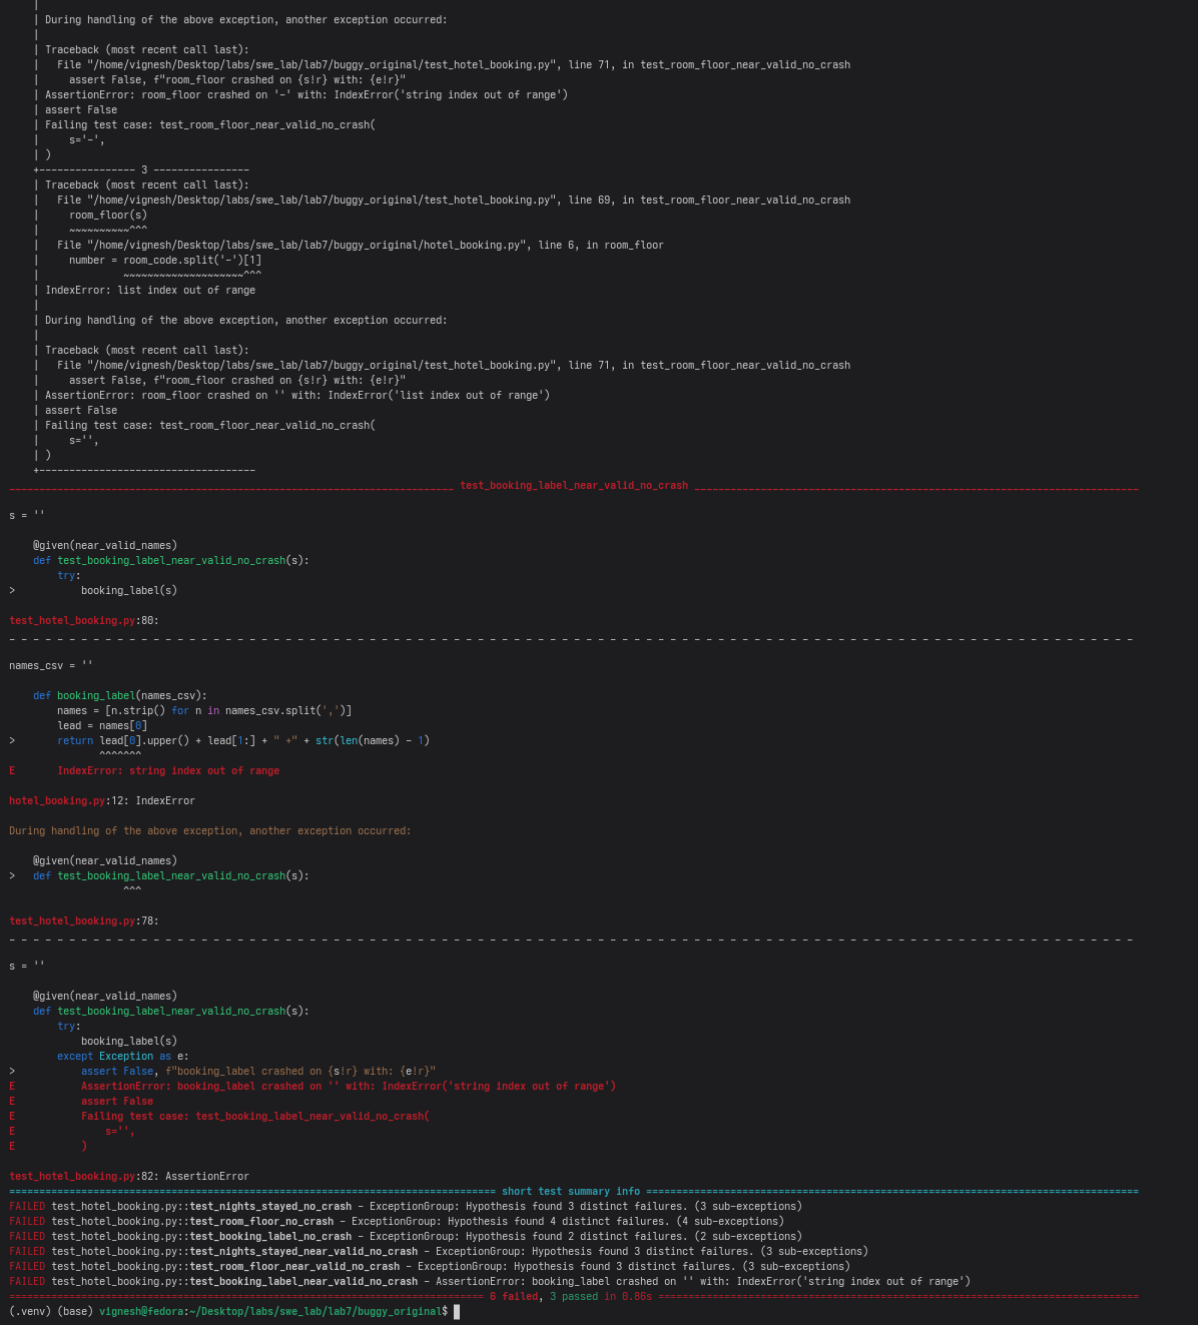 |
| During handling of the above exception, another exception occurred:
|
| Traceback (most recent call last):
|   File "/home/vignesh/Desktop/labs/swe_lab/lab7/buggy_original/test_hotel_booking.py", line 71, in test_room_floor_near_valid_no_crash
|     assert False, f"room_floor crashed on {s!r} with: {e!r}"
| AssertionError: room_floor crashed on '-' with: IndexError('string index out of range')
| assert False
| Failing test case: test_room_floor_near_valid_no_crash(
|     s='-',
| )
+---------------- 3 ----------------
| Traceback (most recent call last):
|   File "/home/vignesh/Desktop/labs/swe_lab/lab7/buggy_original/test_hotel_booking.py", line 69, in test_room_floor_near_valid_no_crash
|     room_floor(s)
|     ~~~~~~~~~~^^^
|   File "/home/vignesh/Desktop/labs/swe_lab/lab7/buggy_original/hotel_booking.py", line 6, in room_floor
|     number = room_code.split('-')[1]
|              ~~~~~~~~~~~~~~~~~~~~^^^
| IndexError: list index out of range
|
| During handling of the above exception, another exception occurred:
|
| Traceback (most recent call last):
|   File "/home/vignesh/Desktop/labs/swe_lab/lab7/buggy_original/test_hotel_booking.py", line 71, in test_room_floor_near_valid_no_crash
|     assert False, f"room_floor crashed on {s!r} with: {e!r}"
| AssertionError: room_floor crashed on '' with: IndexError('list index out of range')
| assert False
| Failing test case: test_room_floor_near_valid_no_crash(
|     s='',
| )
+------------------------------------
__________ test_booking_label_near_valid_no_crash __________
s = ''
    @given(near_valid_names)
    def test_booking_label_near_valid_no_crash(s):
        try:
>           booking_label(s)
test_hotel_booking.py:80:
_ _ _ _ _ _ _ _ _ _ _ _ _ _ _ _ _ _ _ _
names_csv = ''
    def booking_label(names_csv):
        names = [n.strip() for n in names_csv.split(',')]
        lead = names[0]
>       return lead[0].upper() + lead[1:] + " +" + str(len(names) - 1)
               ^^^^^^^
E       IndexError: string index out of range
hotel_booking.py:12: IndexError
During handling of the above exception, another exception occurred:
    @given(near_valid_names)
>   def test_booking_label_near_valid_no_crash(s):
                   ^^^
test_hotel_booking.py:78:
_ _ _ _ _ _ _ _ _ _ _ _ _ _ _ _ _ _ _ _
s = ''
    @given(near_valid_names)
    def test_booking_label_near_valid_no_crash(s):
        try:
            booking_label(s)
        except Exception as e:
>           assert False, f"booking_label crashed on {s!r} with: {e!r}"
E           AssertionError: booking_label crashed on '' with: IndexError('string index out of range')
E           assert False
E           Failing test case: test_booking_label_near_valid_no_crash(
E               s='',
E           )
test_hotel_booking.py:82: AssertionError
========== short test summary info ==========
FAILED test_hotel_booking.py::test_nights_stayed_no_crash - ExceptionGroup: Hypothesis found 3 distinct failures. (3 sub-exceptions)
FAILED test_hotel_booking.py::test_room_floor_no_crash - ExceptionGroup: Hypothesis found 4 distinct failures. (4 sub-exceptions)
FAILED test_hotel_booking.py::test_booking_label_no_crash - ExceptionGroup: Hypothesis found 2 distinct failures. (2 sub-exceptions)
FAILED test_hotel_booking.py::test_nights_stayed_near_valid_no_crash - ExceptionGroup: Hypothesis found 3 distinct failures. (3 sub-exceptions)
FAILED test_hotel_booking.py::test_room_floor_near_valid_no_crash - ExceptionGroup: Hypothesis found 3 distinct failures. (3 sub-exceptions)
FAILED test_hotel_booking.py::test_booking_label_near_valid_no_crash - AssertionError: booking_label crashed on '' with: IndexError('string index out of range')
========== 6 failed, 3 passed in 0.86s ==========
(.venv) (base) vignesh@fedora:~/Desktop/labs/swe_lab/lab7/buggy_original$